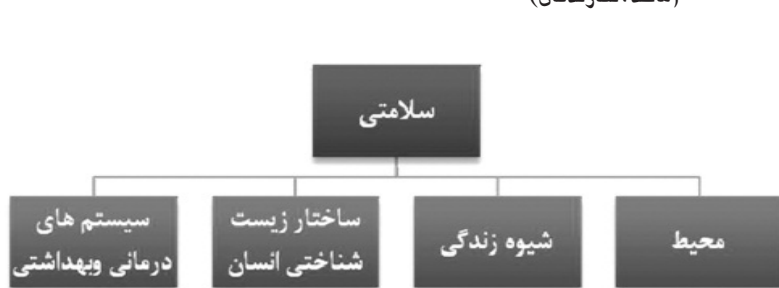 سلامتی
محیط
شیوه زندگی
ساختار زیست
شناختی انسان
سیستم های
درمانی وبهداشتی